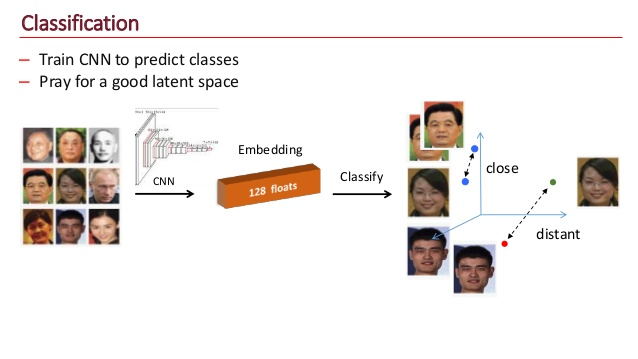 Classification
– Train CNN to predict classes
– Pray for a good latent space
CNN
Embedding
128 floats
Classify
close
distant